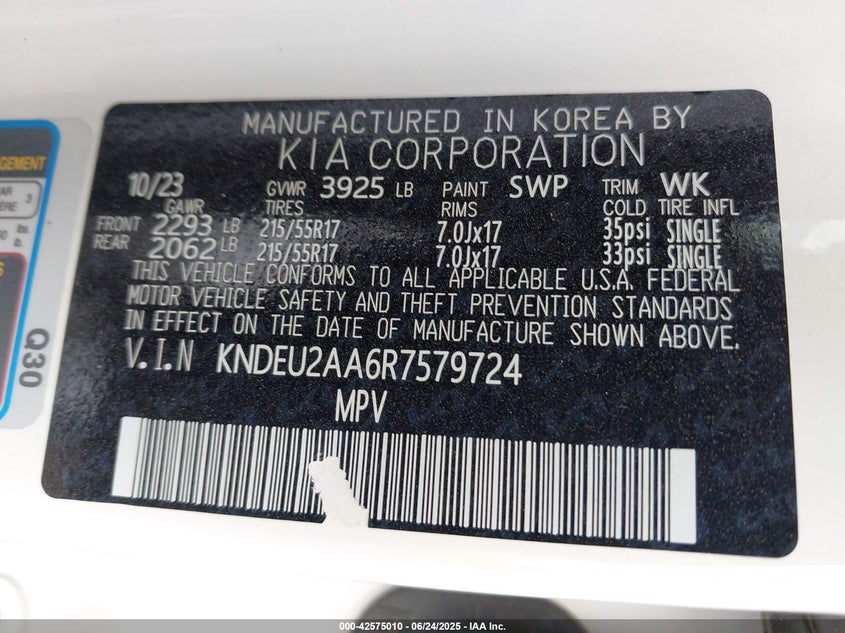 MANUFACTURED IN KOREA BY
KIA CORPORATION
10/23 GVWR 3925 LB PAINT SWP TRIM WK
GAWR TIRES RIMS COLD TIRE INFL
FRONT 2293 LB 215/55R17 7.0Jx17 35psi SINGLE
REAR 2062 LB 215/55R17 7.0Jx17 33psi SINGLE
THIS VEHICLE CONFORMS TO ALL APPLICABLE U.S.A. FEDERAL
MOTOR VEHICLE SAFETY AND THEFT PREVENTION STANDARDS
IN EFFECT ON THE DATE OF MANUFACTURE SHOWN ABOVE.
V.I.N KNDEU2AA6R7579724
MPV
Q30
000-42575010 | 06/24/2025 - IAA Inc.